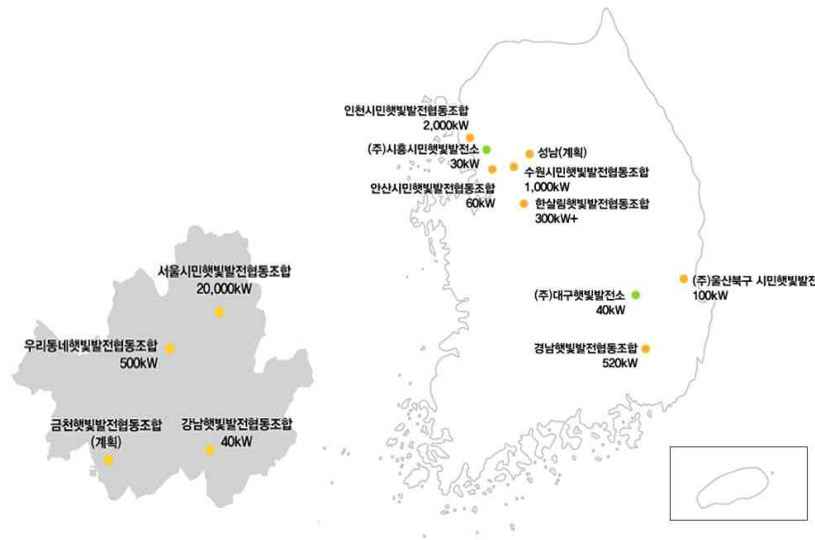 인천시민햇빛발전협동조합
2,000kW
(주)시흥시민햇빛발전소
30kW
성남(계획)
수원시민햇빛발전협동조합
1,000kW
안산시민햇빛발전협동조합
60kW
한살림햇빛발전협동조합
300kW+
서울시민햇빛발전협동조합
20,000kW
(주)울산북구 시민햇빛발전
100kW
(주)대구햇빛발전소
40kW
우리동네햇빛발전협동조합
500kW
경남햇빛발전협동조합
520kW
금천햇빛발전협동조합
(계획)
강남햇빛발전협동조합
40kW